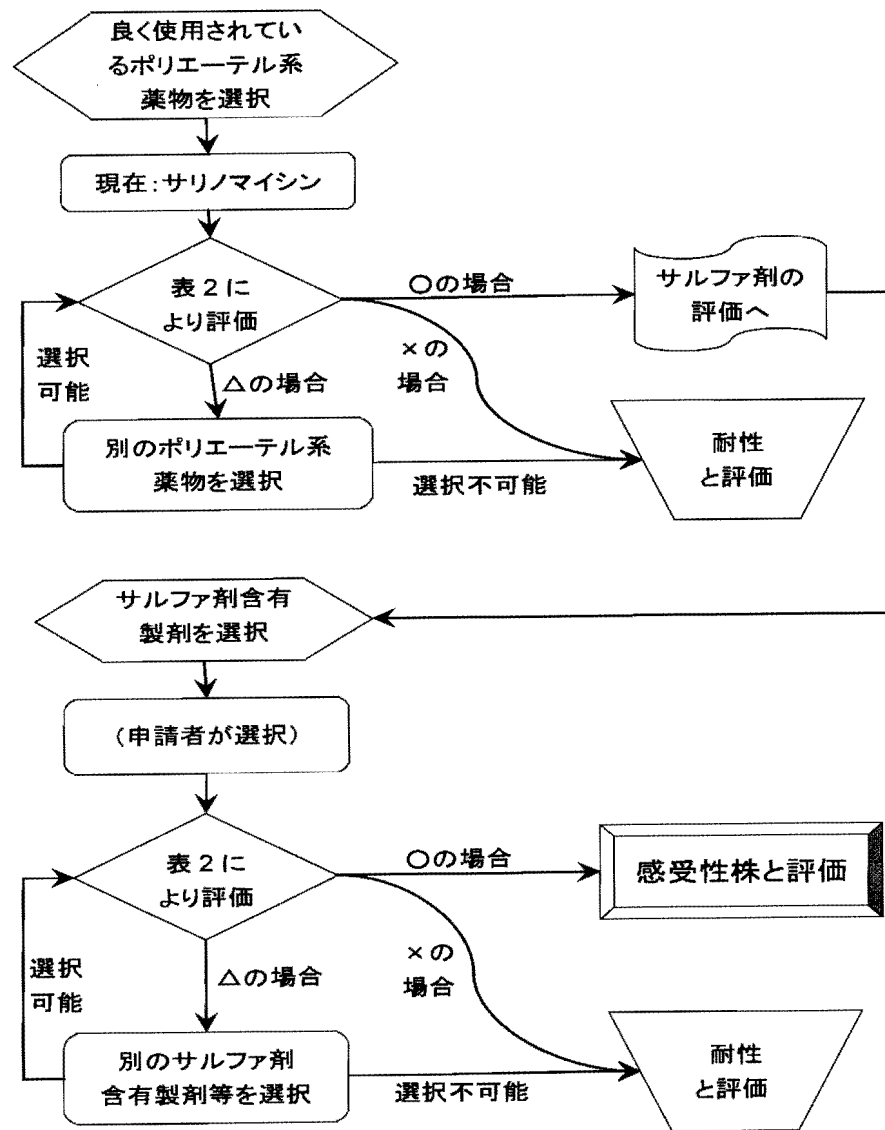 良く使用されてい
るポリエーテル系
薬物を選択
現在：サリノマイシン
表２に
より評価
○の場合
サルファ剤の
評価へ
×の
場合
選択
可能
△の場合
別のポリエーテル系
薬物を選択
選択不可能
耐性
と評価
サルファ剤含有
製剤を選択
（申請者が選択）
表２に
より評価
○の場合
感受性株と評価
×の
場合
選択
可能
△の場合
別のサルファ剤
含有製剤等を選択
選択不可能
耐性
と評価